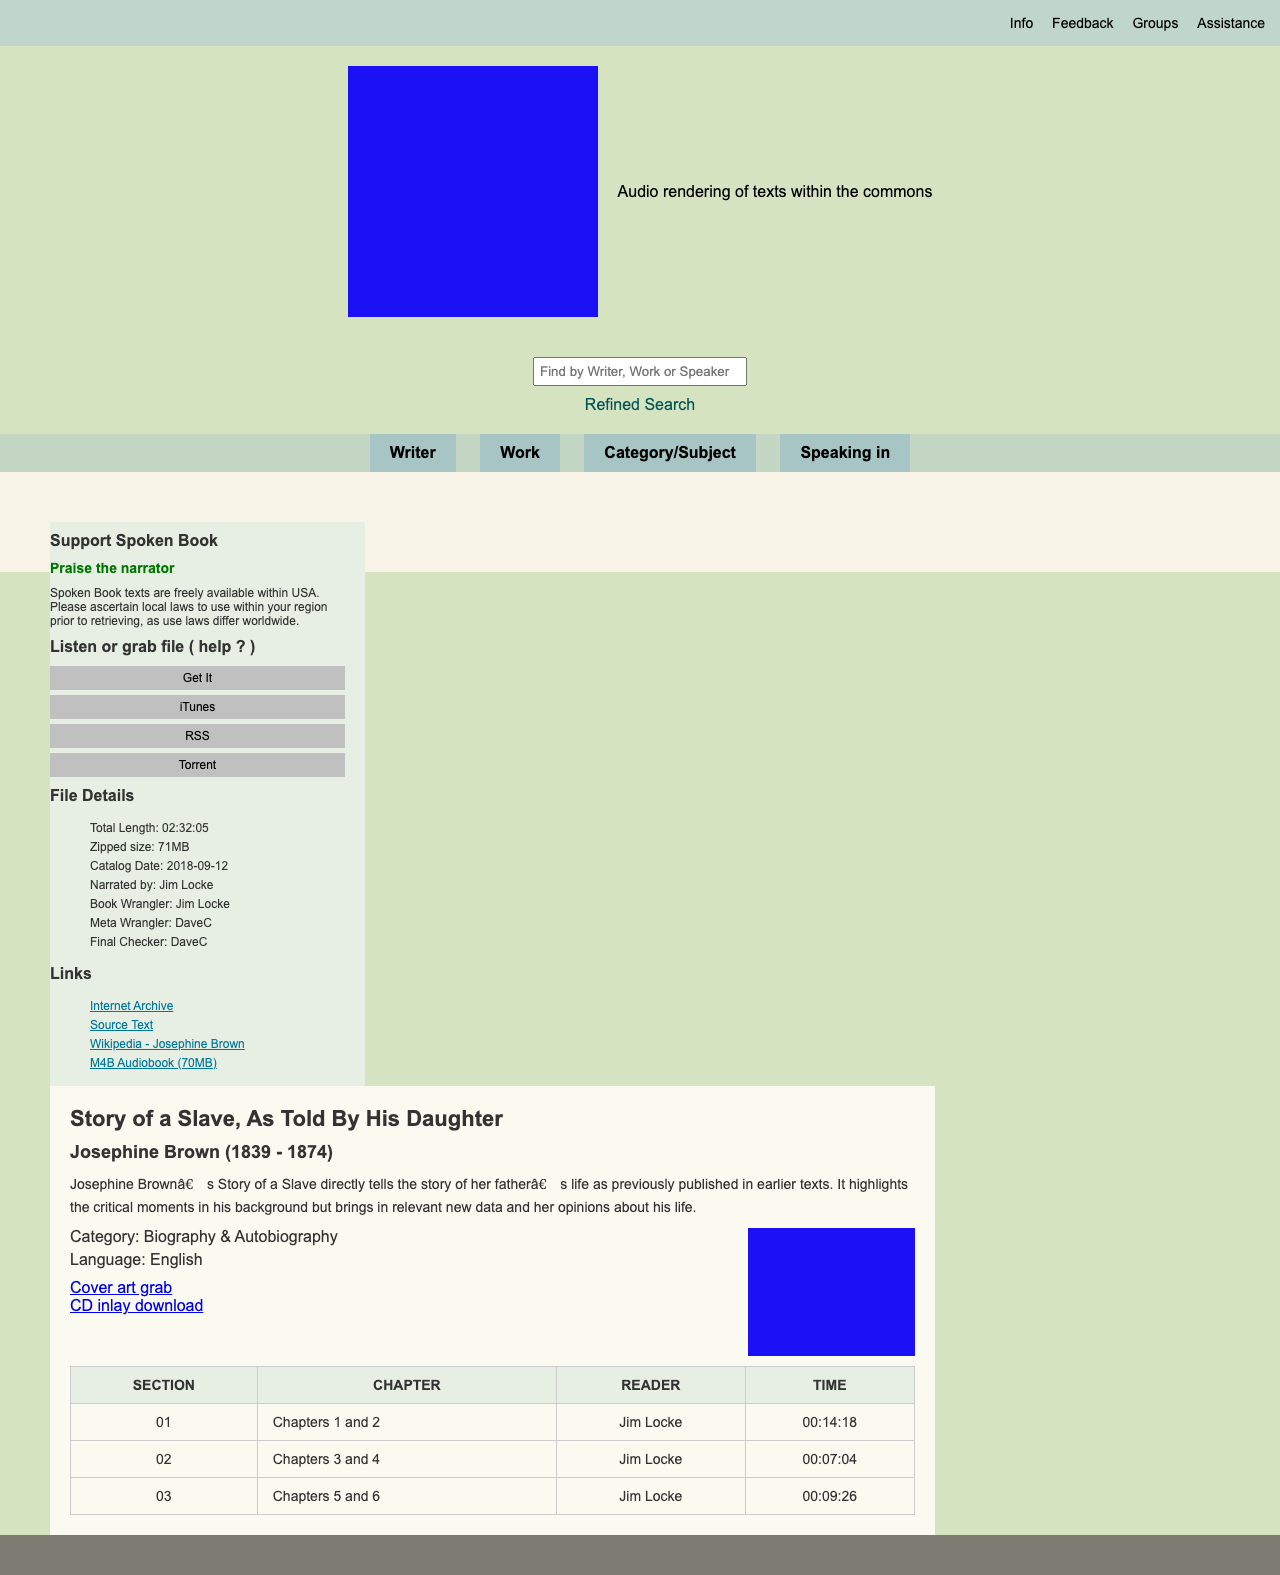 Info Feedback Groups Assistance
Audio rendering of texts within the commons
Find by Writer, Work or Speaker
Refined Search
Writer Work Category/Subject Speaking in
Support Spoken Book
Praise the narrator
Spoken Book texts are freely available within USA.
Please ascertain local laws to use within your region
prior to retrieving, as use laws differ worldwide.
Listen or grab file ( help ? )
Get It
iTunes
RSS
Torrent
File Details
Total Length: 02:32:05
Zipped size: 71MB
Catalog Date: 2018-09-12
Narrated by: Jim Locke
Book Wrangler: Jim Locke
Meta Wrangler: DaveC
Final Checker: DaveC
Links
Internet Archive
Source Text
Wikipedia - Josephine Brown
M4B Audiobook (70MB)
Story of a Slave, As Told By His Daughter
Josephine Brown (1839 - 1874)
Josephine Brownâ€ s Story of a Slave directly tells the story of her fatherâ€ s life as previously published in earlier texts. It highlights
the critical moments in his background but brings in relevant new data and her opinions about his life.
Category: Biography & Autobiography
Language: English
Cover art grab
CD inlay download
SECTION CHAPTER READER TIME
01 Chapters 1 and 2 Jim Locke 00:14:18
02 Chapters 3 and 4 Jim Locke 00:07:04
03 Chapters 5 and 6 Jim Locke 00:09:26